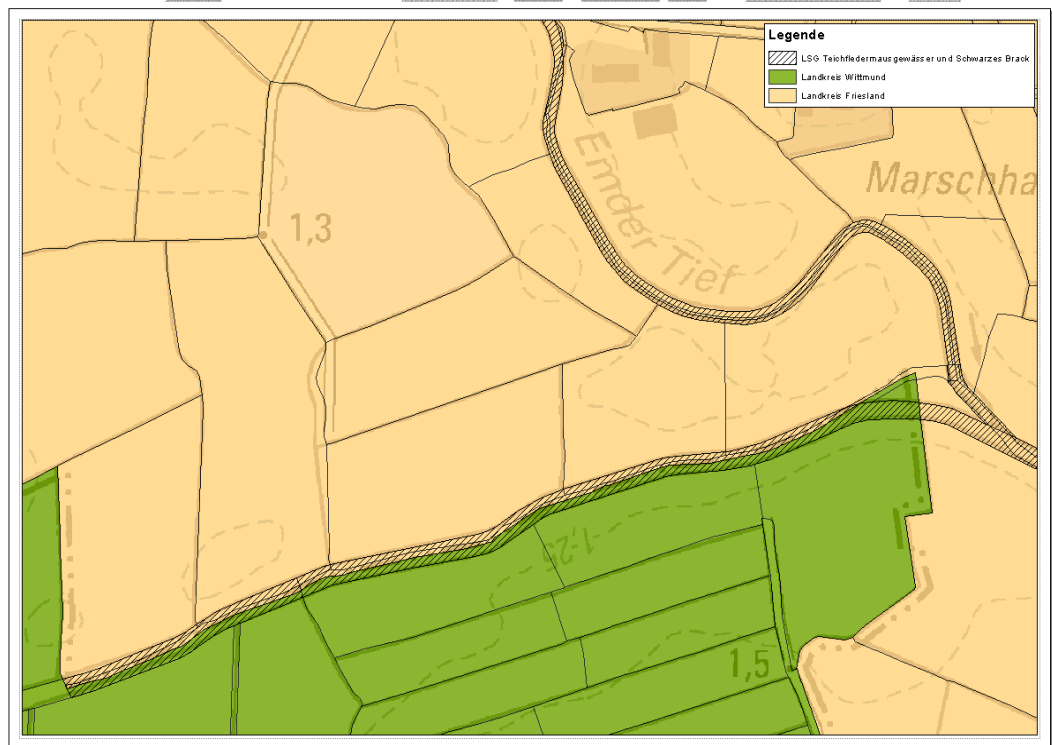 Legende
LSG Teichfledermausgewässer und Schwarzes Brack
Landkreis Wittmund
Landkreis Friesland
Marschha
Emder Tief
1,3
-1,25
1,5